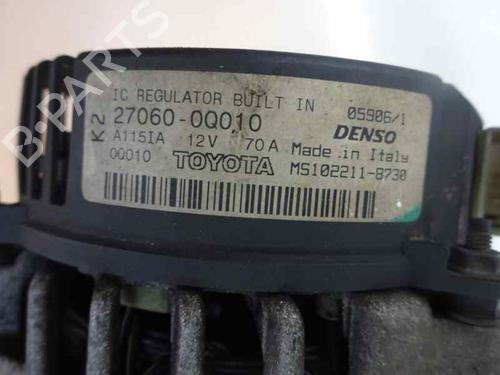 IC REGULATOR BUILT IN 05906/1
K2 27060-0Q010 DENSO
A115IA 12V 70A Made in Italy
0Q010 TOYOTA MS102211-8730
B-PARTS